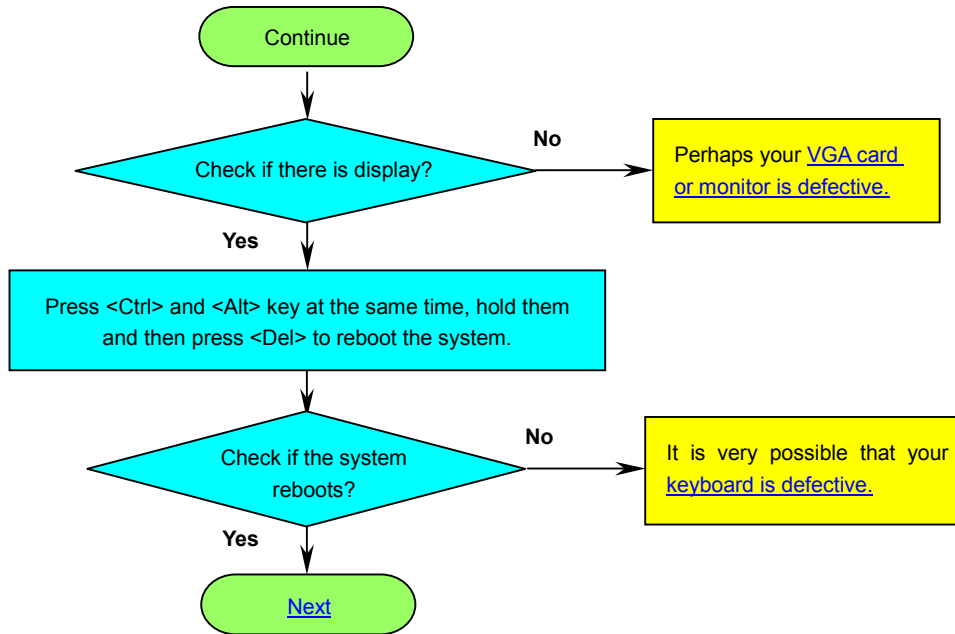 Continue
Check if there is display?
No
Perhaps your VGA card
or monitor is defective.
Yes
Press <Ctrl> and <Alt> key at the same time, hold them
and then press <Del> to reboot the system.
Check if the system
reboots?
No
It is very possible that your
keyboard is defective.
Yes
Next